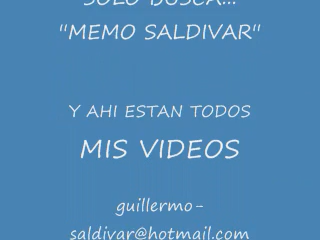 SOLO BUSCA...
"MEMO SALDIVAR"
Y AHI ESTAN TODOS
MIS VIDEOS
guillermo-
saldivar@hotmail.com